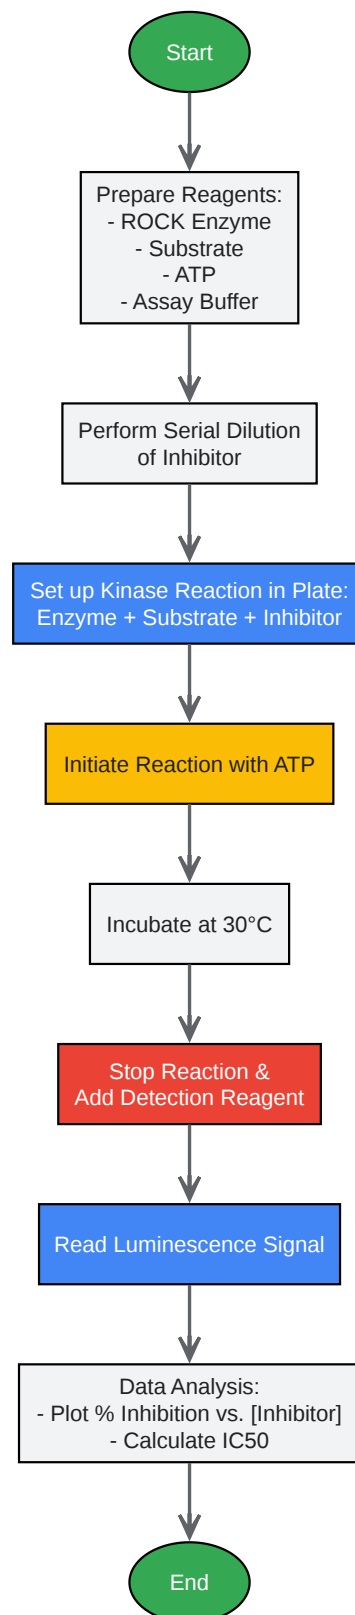 Start
Prepare Reagents:
- ROCK Enzyme
- Substrate
- ATP
- Assay Buffer
Perform Serial Dilution
of Inhibitor
Set up Kinase Reaction in Plate:
Enzyme + Substrate + Inhibitor
Initiate Reaction with ATP
Incubate at 30°C
Stop Reaction &
Add Detection Reagent
Read Luminescence Signal
Data Analysis:
- Plot % Inhibition vs. [Inhibitor]
- Calculate IC50
End